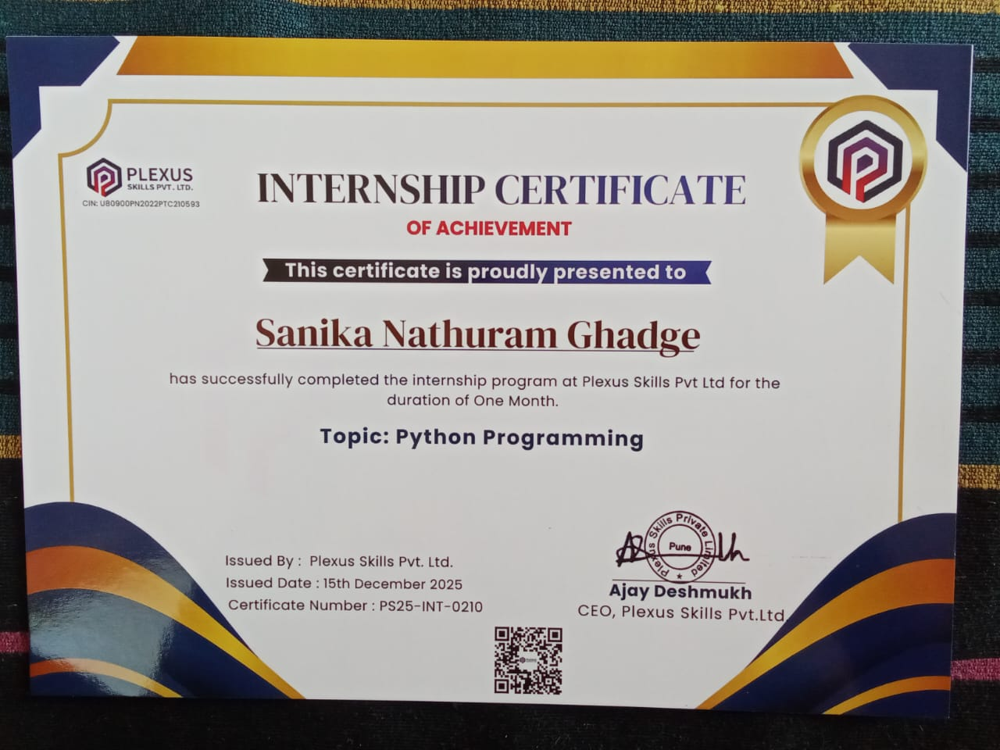 PLEXUS
SKILLS PVT. LTD.
CIN: U80900PN2022PTC210593
INTERNSHIP CERTIFICATE
OF ACHIEVEMENT
This certificate is proudly presented to
Sanika Nathuram Ghadge
has successfully completed the internship program at Plexus Skills Pvt Ltd for the
duration of One Month.
Topic: Python Programming
Issued By : Plexus Skills Pvt. Ltd.
Issued Date : 15th December 2025
Certificate Number : PS25-INT-0210
Plexus Skills Private Limited
Pune
Ajay Deshmukh
CEO, Plexus Skills Pvt.Ltd.